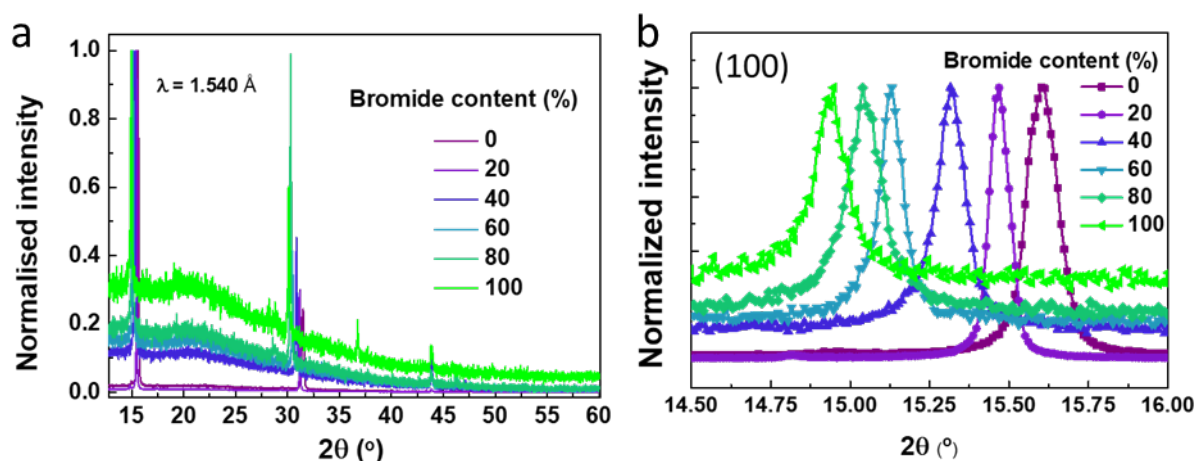 a
λ = 1.540 Å
Bromide content (%)
0
20
40
60
80
100
Normalised intensity
1.0
0.8
0.6
0.4
0.2
0.0
15 20 25 30 35 40 45 50 55 60
2θ (º)
b
(100)
Bromide content (%)
0
20
40
60
80
100
Normalized intensity
14.50 14.75 15.00 15.25 15.50 15.75 16.00
2θ (º)